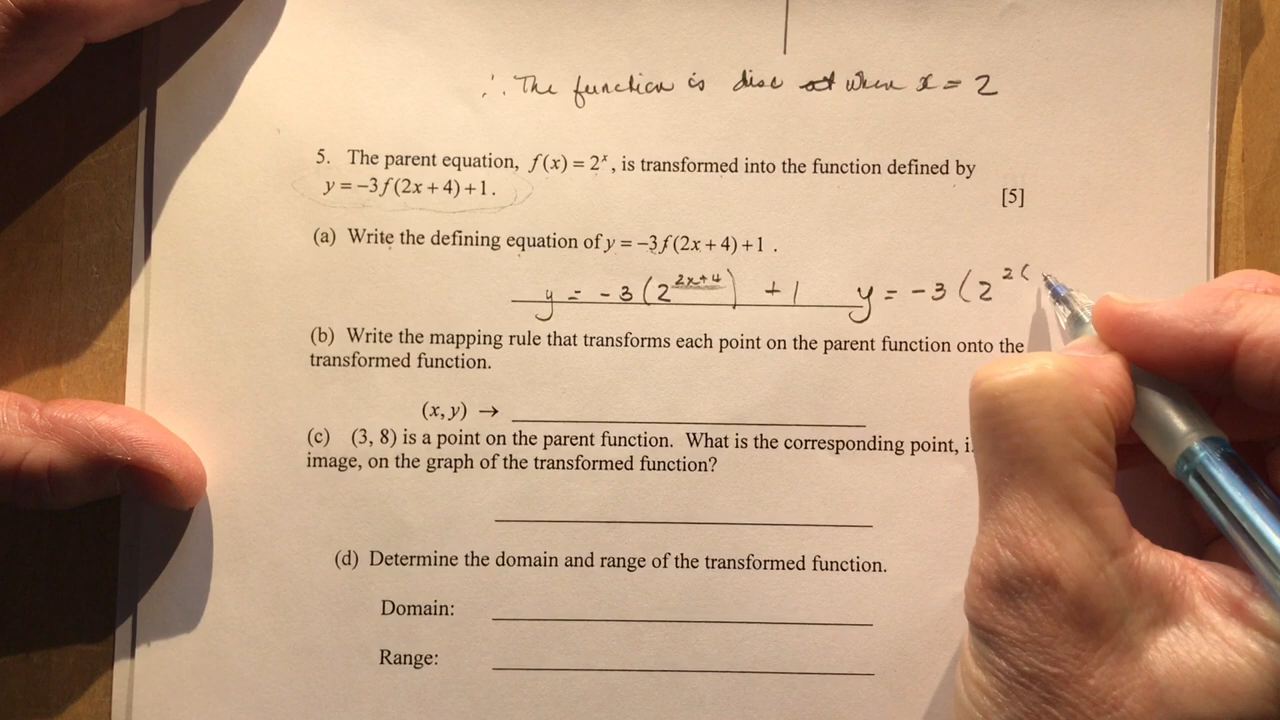 ∴ The function is disc at when x = 2
5. The parent equation, f(x) = 2ˣ, is transformed into the function defined by
y = −3f(2x + 4) + 1. [5]
(a) Write the defining equation of y = −3f(2x + 4) + 1 .
y = -3(2^{2x+4}) + 1 y = -3(2^{2(
(b) Write the mapping rule that transforms each point on the parent function onto the
transformed function.
(x, y) →
(c) (3, 8) is a point on the parent function. What is the corresponding point, i.
image, on the graph of the transformed function?
(d) Determine the domain and range of the transformed function.
Domain:
Range: